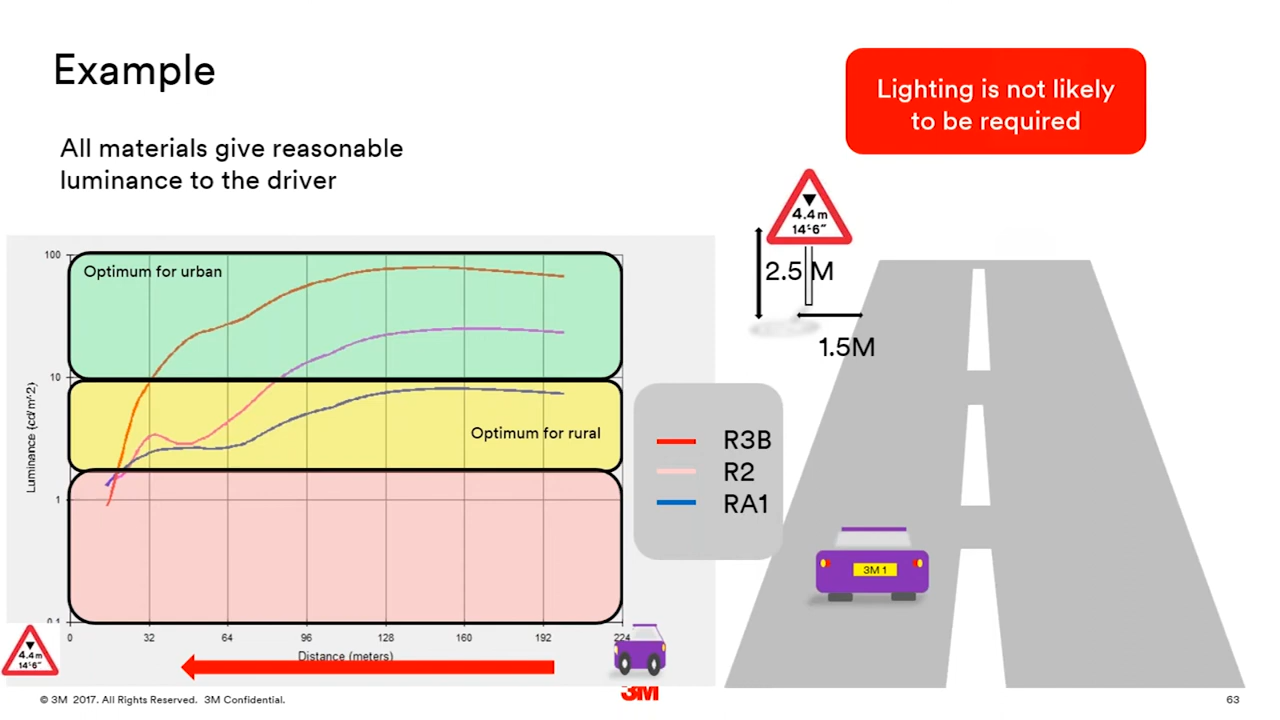 Example
All materials give reasonable
luminance to the driver
Lighting is not likely
to be required
4.4m
14'6"
2.5 M
1.5M
Optimum for urban
Optimum for rural
Luminance (cd/m^2)
100
10
1
0.1
0 32 64 96 128 160 192 224
Distance (meters)
R3B
R2
RA1
3M 1
4.4m
14'6"
3M
© 3M 2017. All Rights Reserved. 3M Confidential.
63